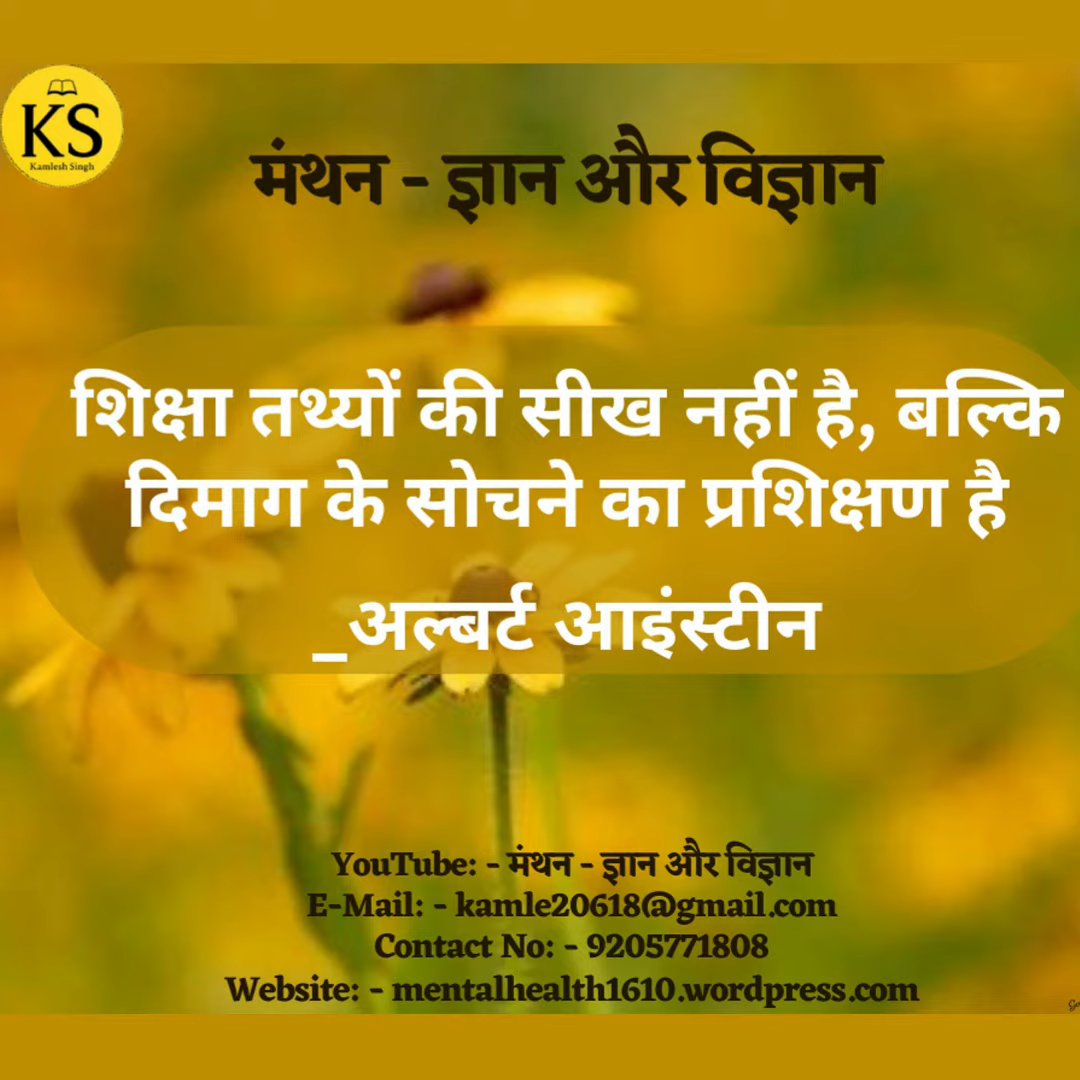 KS
Kamlesh Singh
मंथन - ज्ञान और विज्ञान
शिक्षा तथ्यों की सीख नहीं है, बल्कि
दिमाग के सोचने का प्रशिक्षण है
_अल्बर्ट आइंस्टीन
YouTube: - मंथन - ज्ञान और विज्ञान
E-Mail: - kamle20618@gmail.com
Contact No: - 9205771808
Website: - mentalhealth1610.wordpress.com